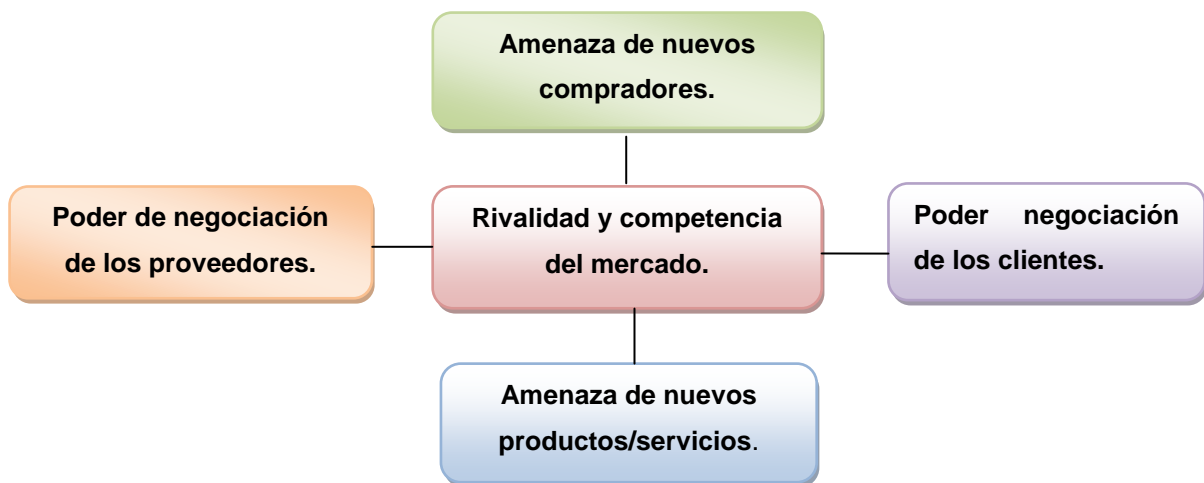 Amenaza de nuevos
compradores.
Poder de negociación
de los proveedores.
Rivalidad y competencia
del mercado.
Poder negociación
de los clientes.
Amenaza de nuevos
productos/servicios.